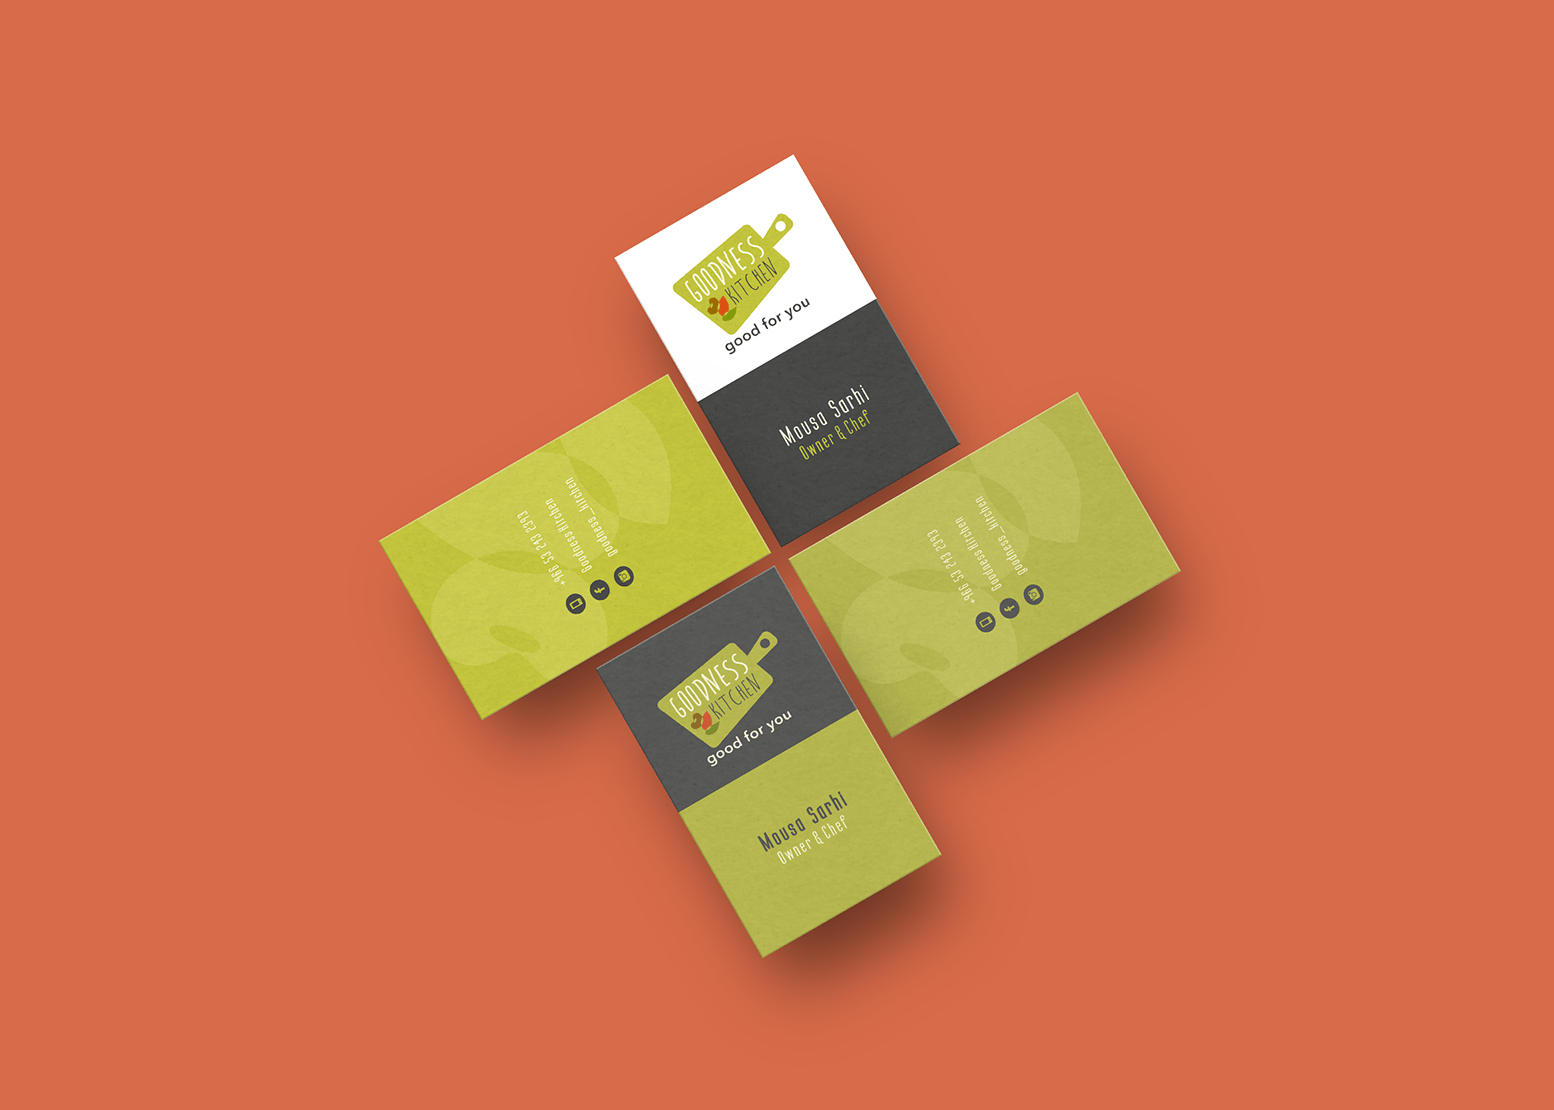 GOODNESS
KITCHEN
good for you
Mousa Sarhi
Owner & Chef
+966 53 243 2393
Goodness Kitchen
goodness_kitchen
+966 53 243 2393
Goodness Kitchen
goodness_kitchen
GOODNESS
KITCHEN
good for you
Mousa Sarhi
Owner & Chef